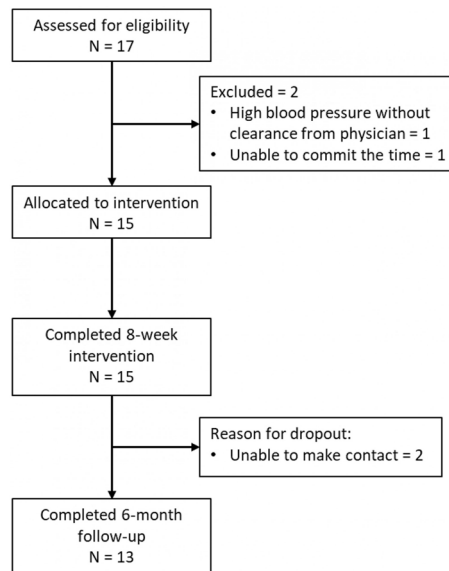 Assessed for eligibility
N = 17
Excluded = 2
• High blood pressure without
clearance from physician = 1
• Unable to commit the time = 1
Allocated to intervention
N = 15
Completed 8-week
intervention
N = 15
Reason for dropout:
• Unable to make contact = 2
Completed 6-month
follow-up
N = 13